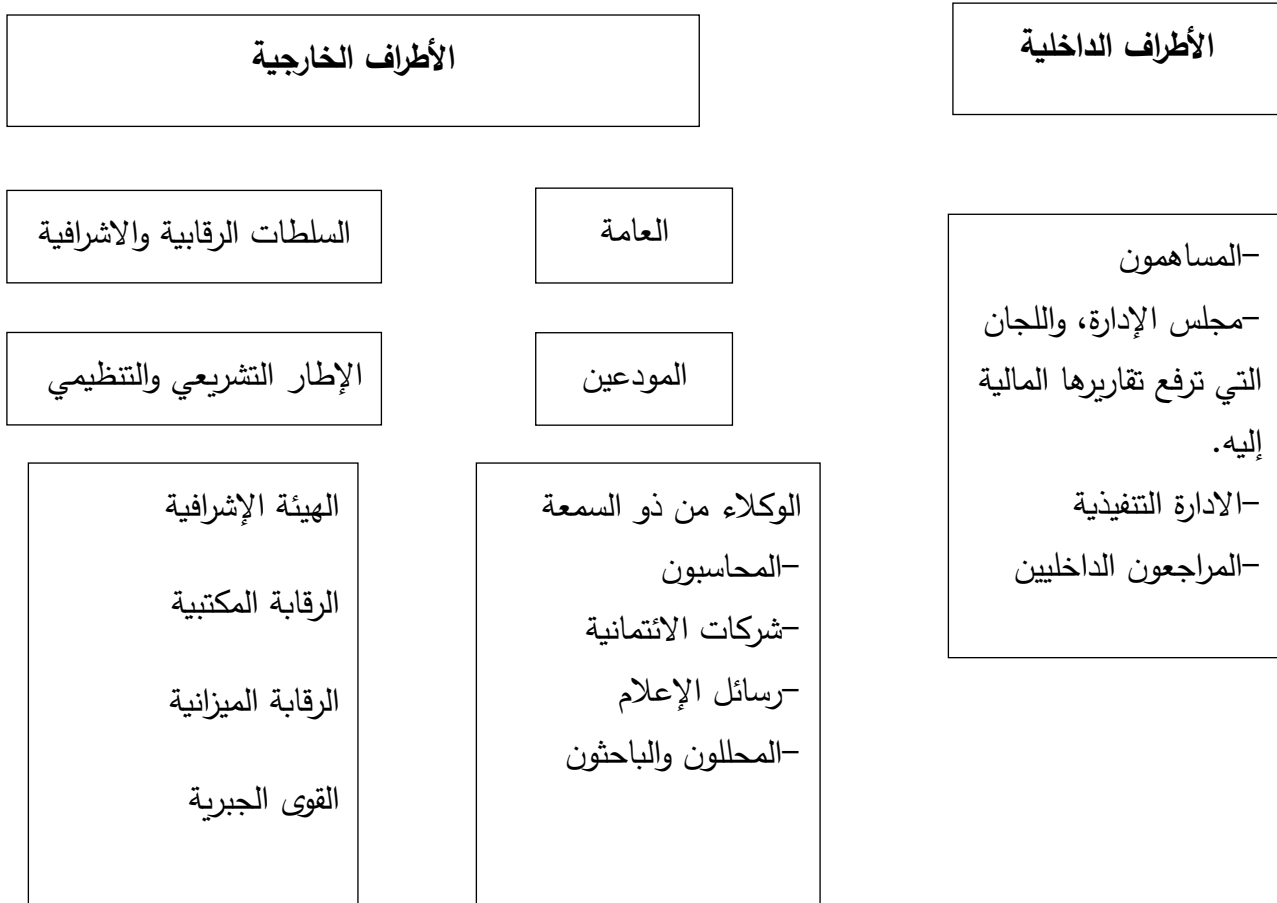 الأطراف الداخلية
الأطراف الخارجية
–المساهمون
–مجلس الإدارة، واللجان
التي ترفع تقاريرها المالية
إليه.
–الادارة التنفيذية
–المراجعون الداخليين
العامة
السلطات الرقابية والاشرافية
المودعين
الإطار التشريعي والتنظيمي
الوكلاء من ذو السمعة
–المحاسبون
–شركات الائتمانية
–رسائل الإعلام
–المحللون والباحثون
الهيئة الإشرافية
الرقابة المكتبية
الرقابة الميزانية
القوى الجبرية